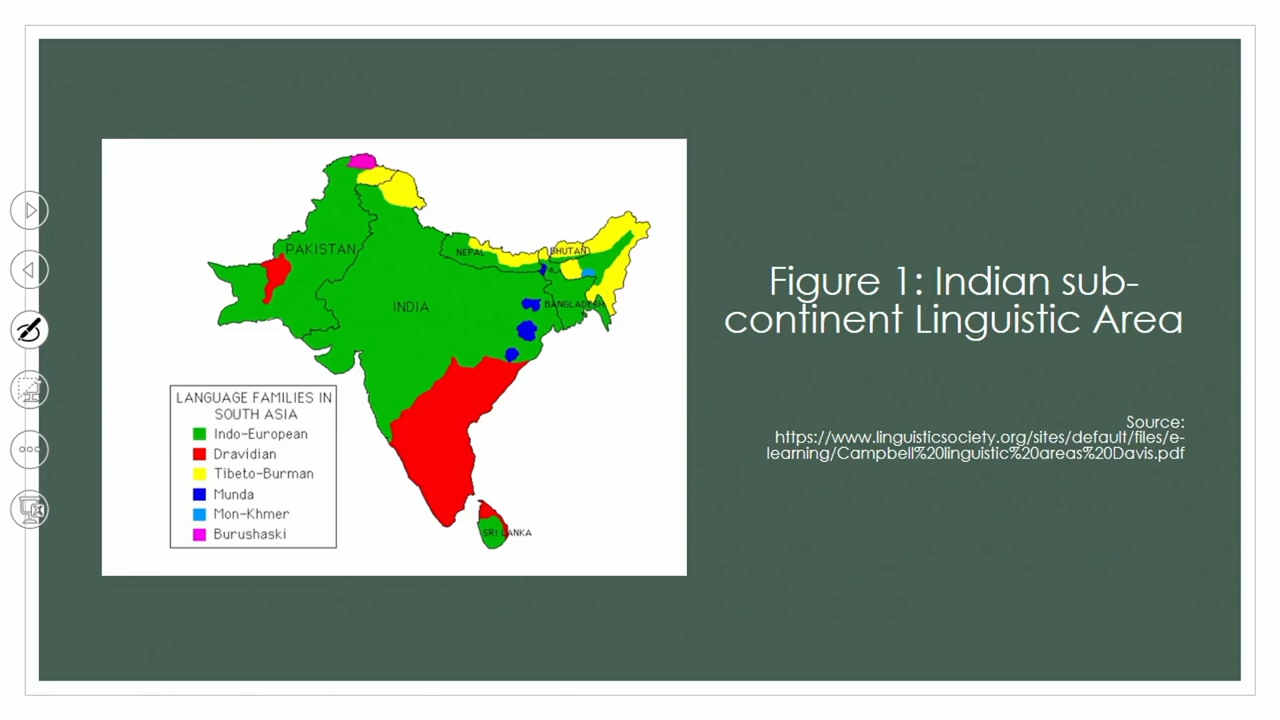 PAKISTAN
NEPAL
BHUTAN
INDIA
BANGLADESH
SRI LANKA
LANGUAGE FAMILIES IN
SOUTH ASIA
Indo-European
Dravidian
Tibeto-Burman
Munda
Mon-Khmer
Burushaski
Figure 1: Indian sub-
continent Linguistic Area
Source:
https://www.linguisticsociety.org/sites/default/files/e-
learning/Campbell%20linguistic%20areas%20Davis.pdf